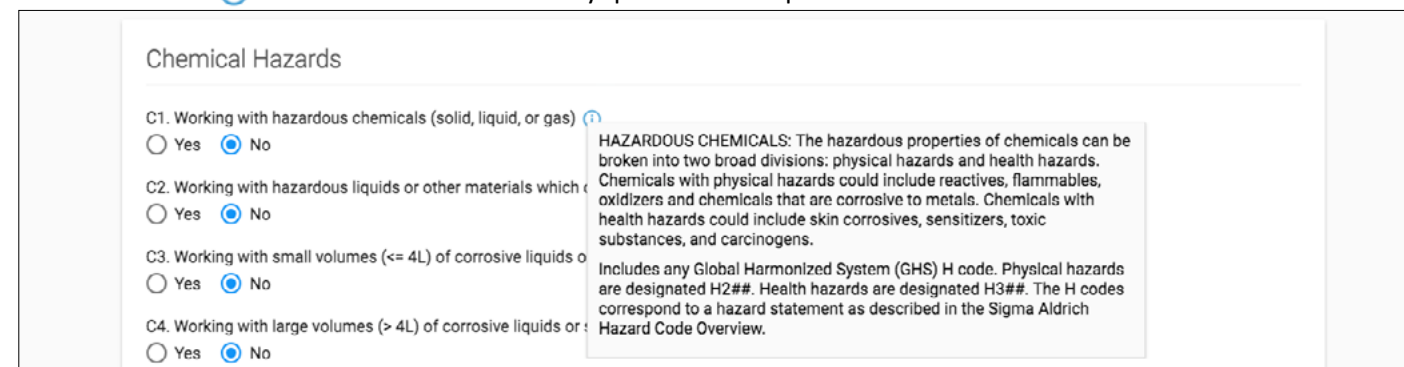 Chemical Hazards
C1. Working with hazardous chemicals (solid, liquid, or gas)
Yes No
C2. Working with hazardous liquids or other materials which
Yes No
C3. Working with small volumes (<= 4L) of corrosive liquids
Yes No
C4. Working with large volumes (> 4L) of corrosive liquids or
Yes No
HAZARDOUS CHEMICALS: The hazardous properties of chemicals can be
broken into two broad divisions: physical hazards and health hazards.
Chemicals with physical hazards could include reactives, flammables,
oxidizers and chemicals that are corrosive to metals. Chemicals with
health hazards could include skin corrosives, sensitizers, toxic
substances, and carcinogens.
Includes any Global Harmonized System (GHS) H code. Physical hazards
are designated H2##. Health hazards are designated H3##. The H codes
correspond to a hazard statement as described in the Sigma Aldrich
Hazard Code Overview.